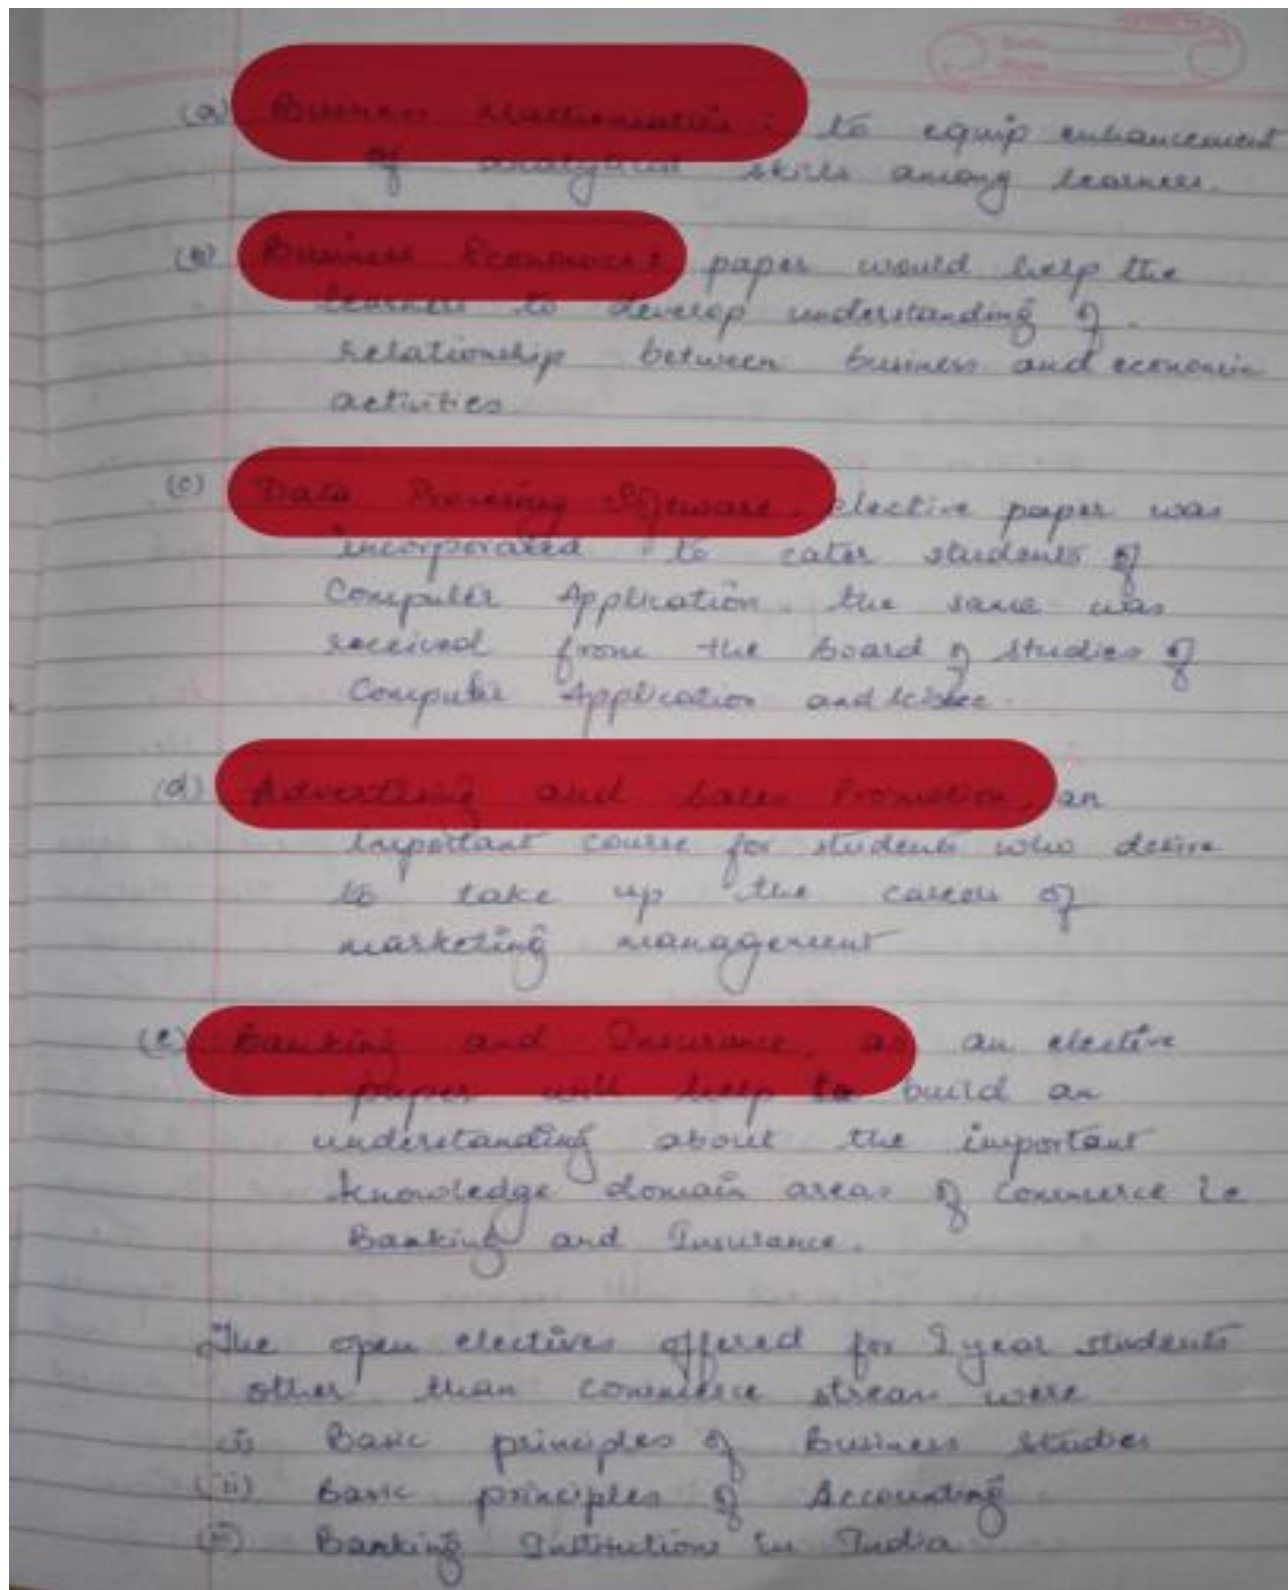 (a) Business Mathematics : to equip enhancement
of analytical skills among learners.
(b) Business Economics paper would help the
learners to develop understanding of
relationship between business and economic
activities.
(c) Data Processing Software, elective paper was
incorporated to cater students of
Computer Application. the same was
received from the Board of Studies of
Computer Application and
(d) Advertising and Sales Promotion, an
important course for students who desire
to take up the careers of
marketing management
(e) Banking and Insurance, as an elective
paper will help to build an
understanding about the important
knowledge domain areas of commerce ie
Banking and Insurance.
The open electives offered for I year students
other than commerce stream were
(i) Basic principles of Business Studies
(ii) Basic principles of Accounting
(iii) Banking Institutions in India